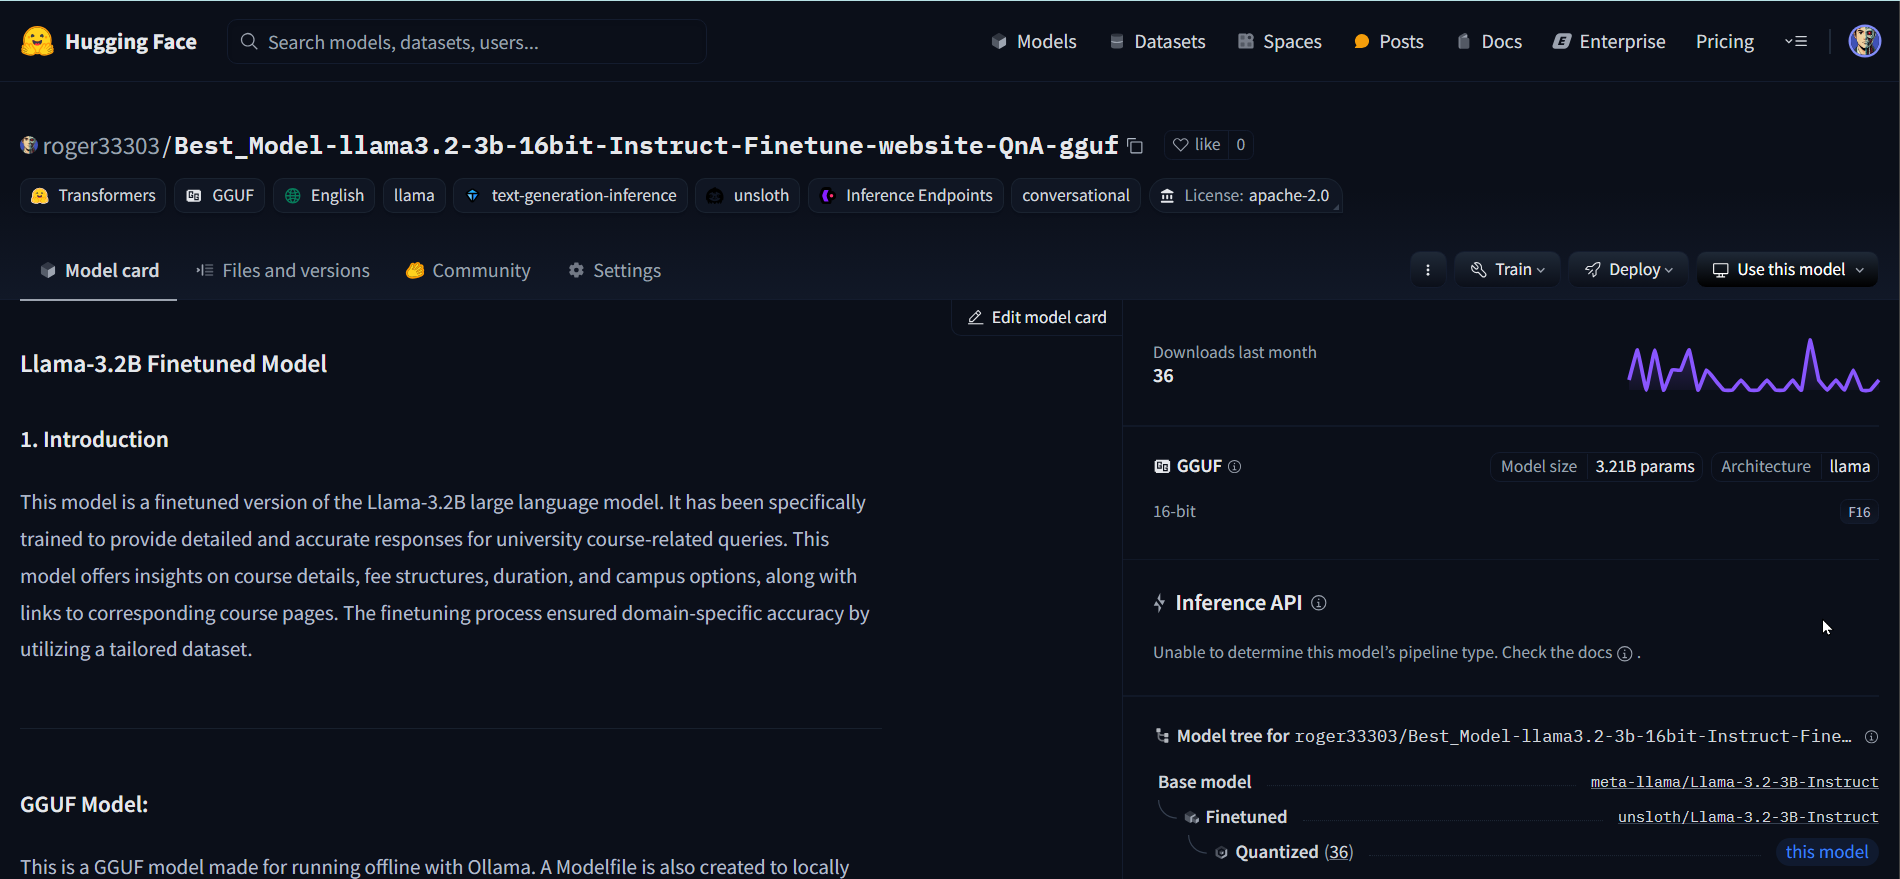 Hugging Face
Search models, datasets, users...
Models
Datasets
Spaces
Posts
Docs
Enterprise
Pricing
roger33303/Best_Model-llama3.2-3b-16bit-Instruct-Finetune-website-QnA-gguf
like 0
Transformers
GGUF
English
llama
text-generation-inference
unsloth
Inference Endpoints
conversational
License: apache-2.0
Model card
Files and versions
Community
Settings
Train
Deploy
Use this model
Edit model card
Llama-3.2B Finetuned Model
1. Introduction
This model is a finetuned version of the Llama-3.2B large language model. It has been specifically
trained to provide detailed and accurate responses for university course-related queries. This
model offers insights on course details, fee structures, duration, and campus options, along with
links to corresponding course pages. The finetuning process ensured domain-specific accuracy by
utilizing a tailored dataset.
GGUF Model:
This is a GGUF model made for running offline with Ollama. A Modelfile is also created to locally
Downloads last month
36
GGUF
Model size 3.21B params
Architecture llama
16-bit
F16
Inference API
Unable to determine this model's pipeline type. Check the docs .
Model tree for roger33303/Best_Model-llama3.2-3b-16bit-Instruct-Fine…
Base model
meta-llama/Llama-3.2-3B-Instruct
Finetuned
unsloth/Llama-3.2-3B-Instruct
Quantized (36)
this model